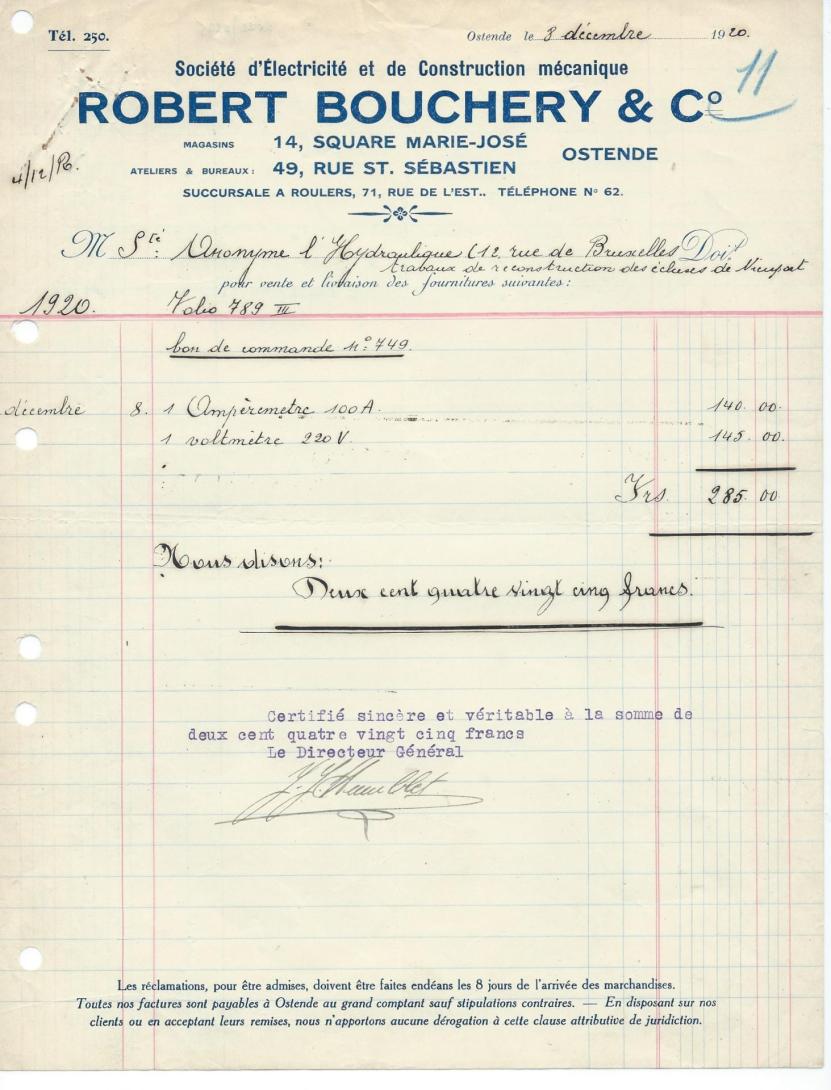 Tél. 250.
Ostende le 8 décembre 1920.
11
Société d'Électricité et de Construction mécanique
ROBERT BOUCHERY & Cº
MAGASINS 14, SQUARE MARIE-JOSÉ
ATELIERS & BUREAUX : 49, RUE ST. SÉBASTIEN
OSTENDE
4/12/
SUCCURSALE A ROULERS, 71, RUE DE L'EST.. TÉLÉPHONE Nº 62.
M Sté: Anonyme l'Hydraulique (12, rue de Bruxelles Doit
travaux de reconstruction des écluses de Nieuport
pour vente et livraison des fournitures suivantes :
1920. Folio 789 III
bon de commande Nº 749.
décembre 8. 1 Ampèremètre 100 A. 140. 00.
1 voltmètre 220 V. 145. 00.
Frs. 285. 00
Nous disons:
Deux cent quatre vingt cinq francs.
Certifié sincère et véritable à la somme de
deux cent quatre vingt cinq francs
Le Directeur Général
Les réclamations, pour être admises, doivent être faites endéans les 8 jours de l'arrivée des marchandises.
Toutes nos factures sont payables à Ostende au grand comptant sauf stipulations contraires. — En disposant sur nos
clients ou en acceptant leurs remises, nous n'apportons aucune dérogation à cette clause attributive de juridiction.